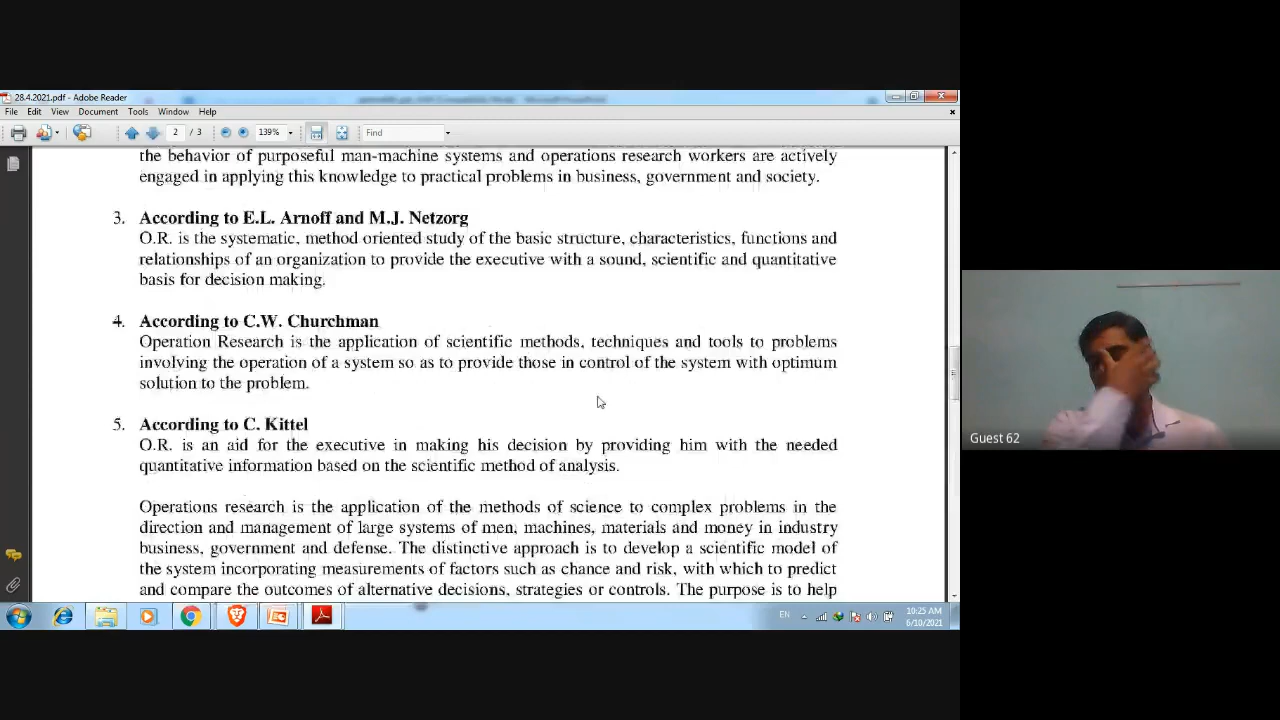 28.4.2021.pdf - Adobe Reader
File Edit View Document Tools Window Help
2 / 3 139% Find
the behavior of purposeful man-machine systems and operations research workers are actively
engaged in applying this knowledge to practical problems in business, government and society.
3. According to E.L. Arnoff and M.J. Netzorg
O.R. is the systematic, method oriented study of the basic structure, characteristics, functions and
relationships of an organization to provide the executive with a sound, scientific and quantitative
basis for decision making.
4. According to C.W. Churchman
Operation Research is the application of scientific methods, techniques and tools to problems
involving the operation of a system so as to provide those in control of the system with optimum
solution to the problem.
5. According to C. Kittel
O.R. is an aid for the executive in making his decision by providing him with the needed
quantitative information based on the scientific method of analysis.
Operations research is the application of the methods of science to complex problems in the
direction and management of large systems of men, machines, materials and money in industry
business, government and defense. The distinctive approach is to develop a scientific model of
the system incorporating measurements of factors such as chance and risk, with which to predict
and compare the outcomes of alternative decisions, strategies or controls. The purpose is to help
EN
10:25 AM
6/10/2021
Guest 62